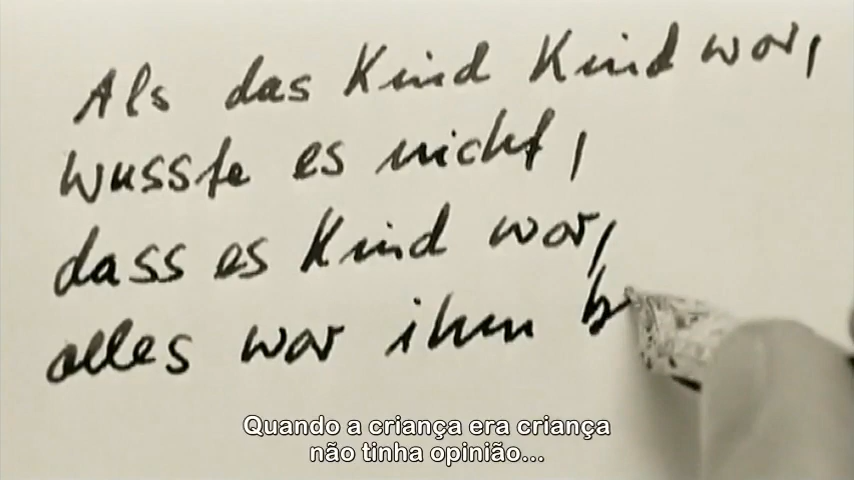 Als das Kind Kind war,
wusste es nicht,
dass es Kind war,
alles war ihm b
Quando a criança era criança
não tinha opinião...